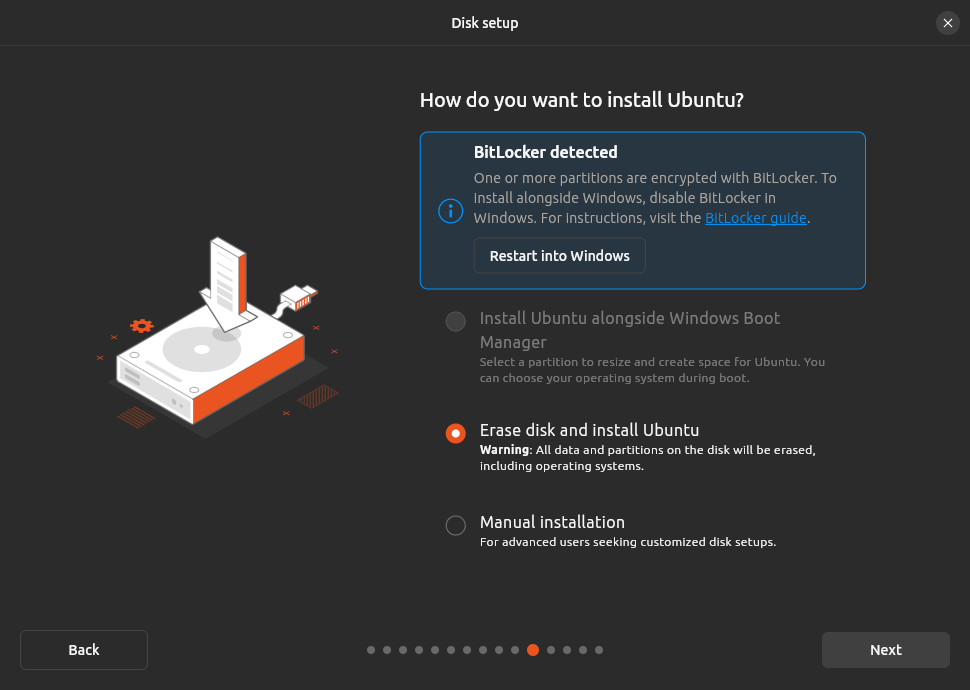 Disk setup
How do you want to install Ubuntu?
BitLocker detected
One or more partitions are encrypted with BitLocker. To
install alongside Windows, disable BitLocker in
Windows. For instructions, visit the BitLocker guide.
Restart into Windows
Install Ubuntu alongside Windows Boot
Manager
Select a partition to resize and create space for Ubuntu. You
can choose your operating system during boot.
Erase disk and install Ubuntu
Warning: All data and partitions on the disk will be erased,
including operating systems.
Manual installation
For advanced users seeking customized disk setups.
Back
Next